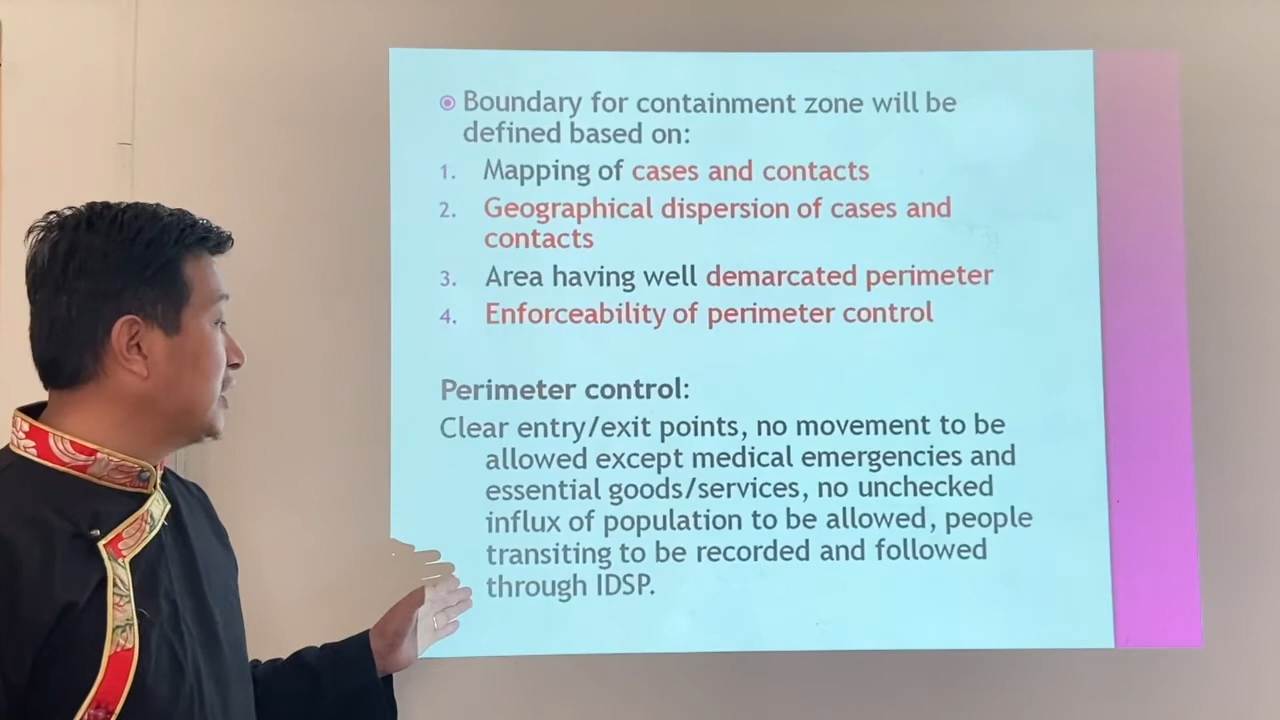 Boundary for containment zone will be
defined based on:
1. Mapping of cases and contacts
2. Geographical dispersion of cases and
contacts
3. Area having well demarcated perimeter
4. Enforceability of perimeter control
Perimeter control:
Clear entry/exit points, no movement to be
allowed except medical emergencies and
essential goods/services, no unchecked
influx of population to be allowed, people
transiting to be recorded and followed
through IDSP.